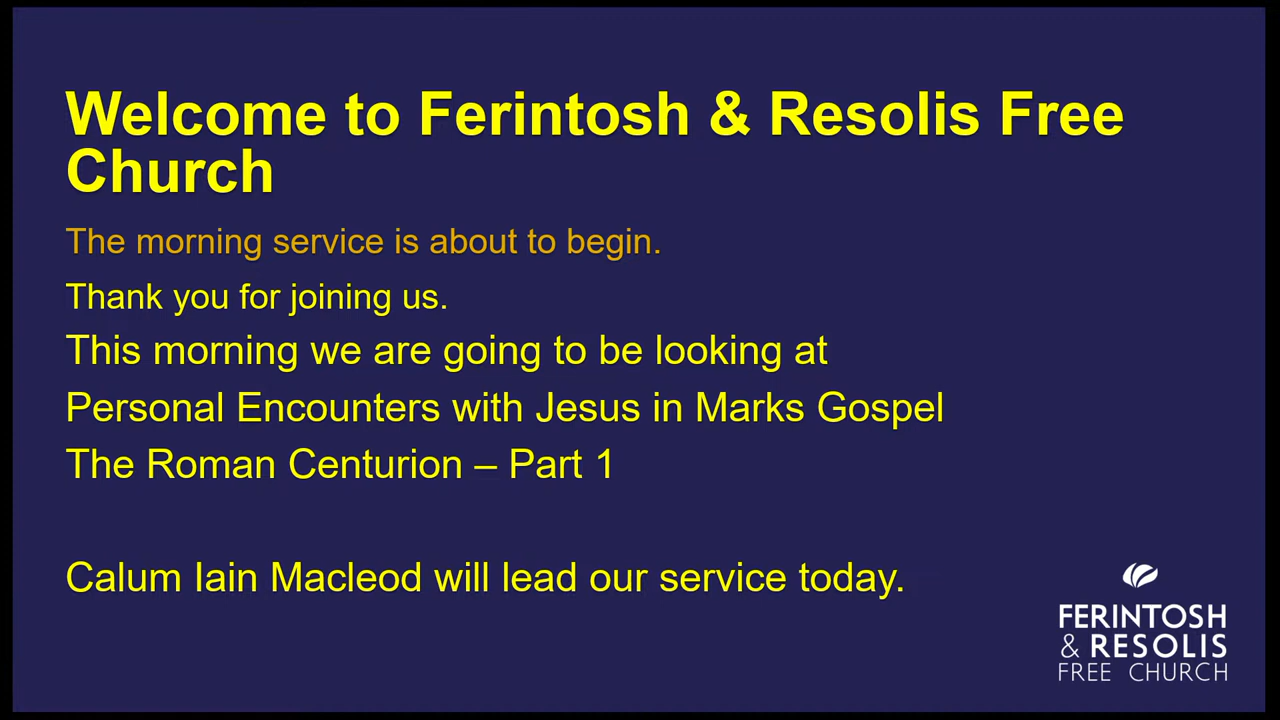 Welcome to Ferintosh & Resolis Free
Church
The morning service is about to begin.
Thank you for joining us.
This morning we are going to be looking at
Personal Encounters with Jesus in Marks Gospel
The Roman Centurion – Part 1
Calum Iain Macleod will lead our service today.
FERINTOSH
& RESOLIS
FREE CHURCH